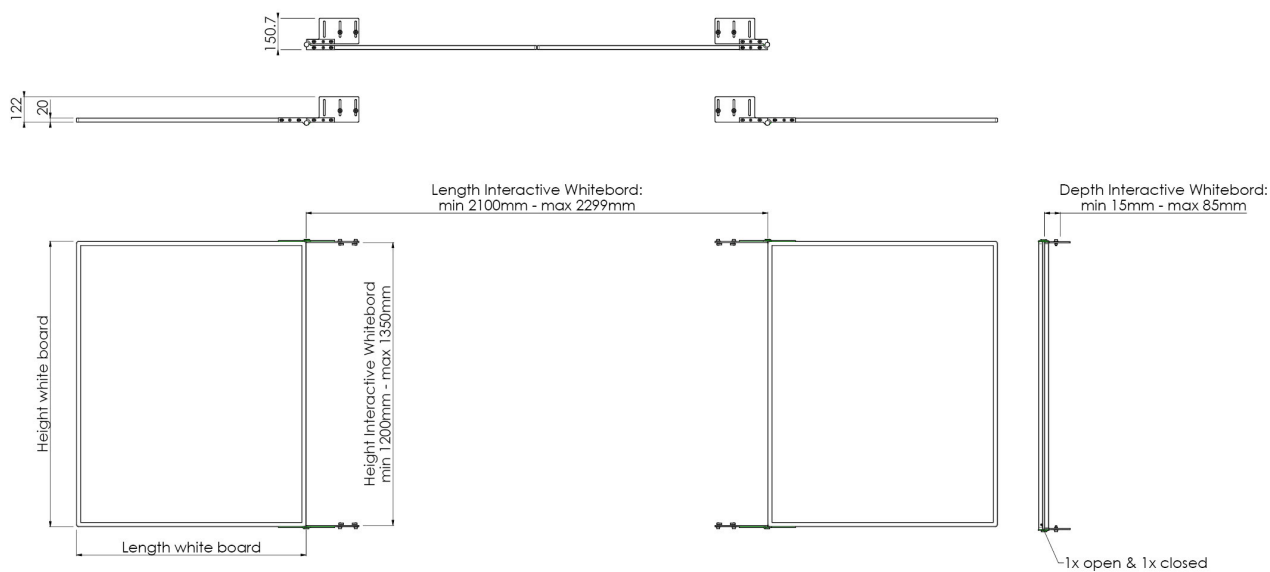 150.7
122
20
Length Interactive Whitebord:
min 2100mm - max 2299mm
Depth Interactive Whitebord:
min 15mm - max 85mm
Height white board
Height Interactive Whitebord
min 1200mm - max 1350mm
Length white board
1x open & 1x closed